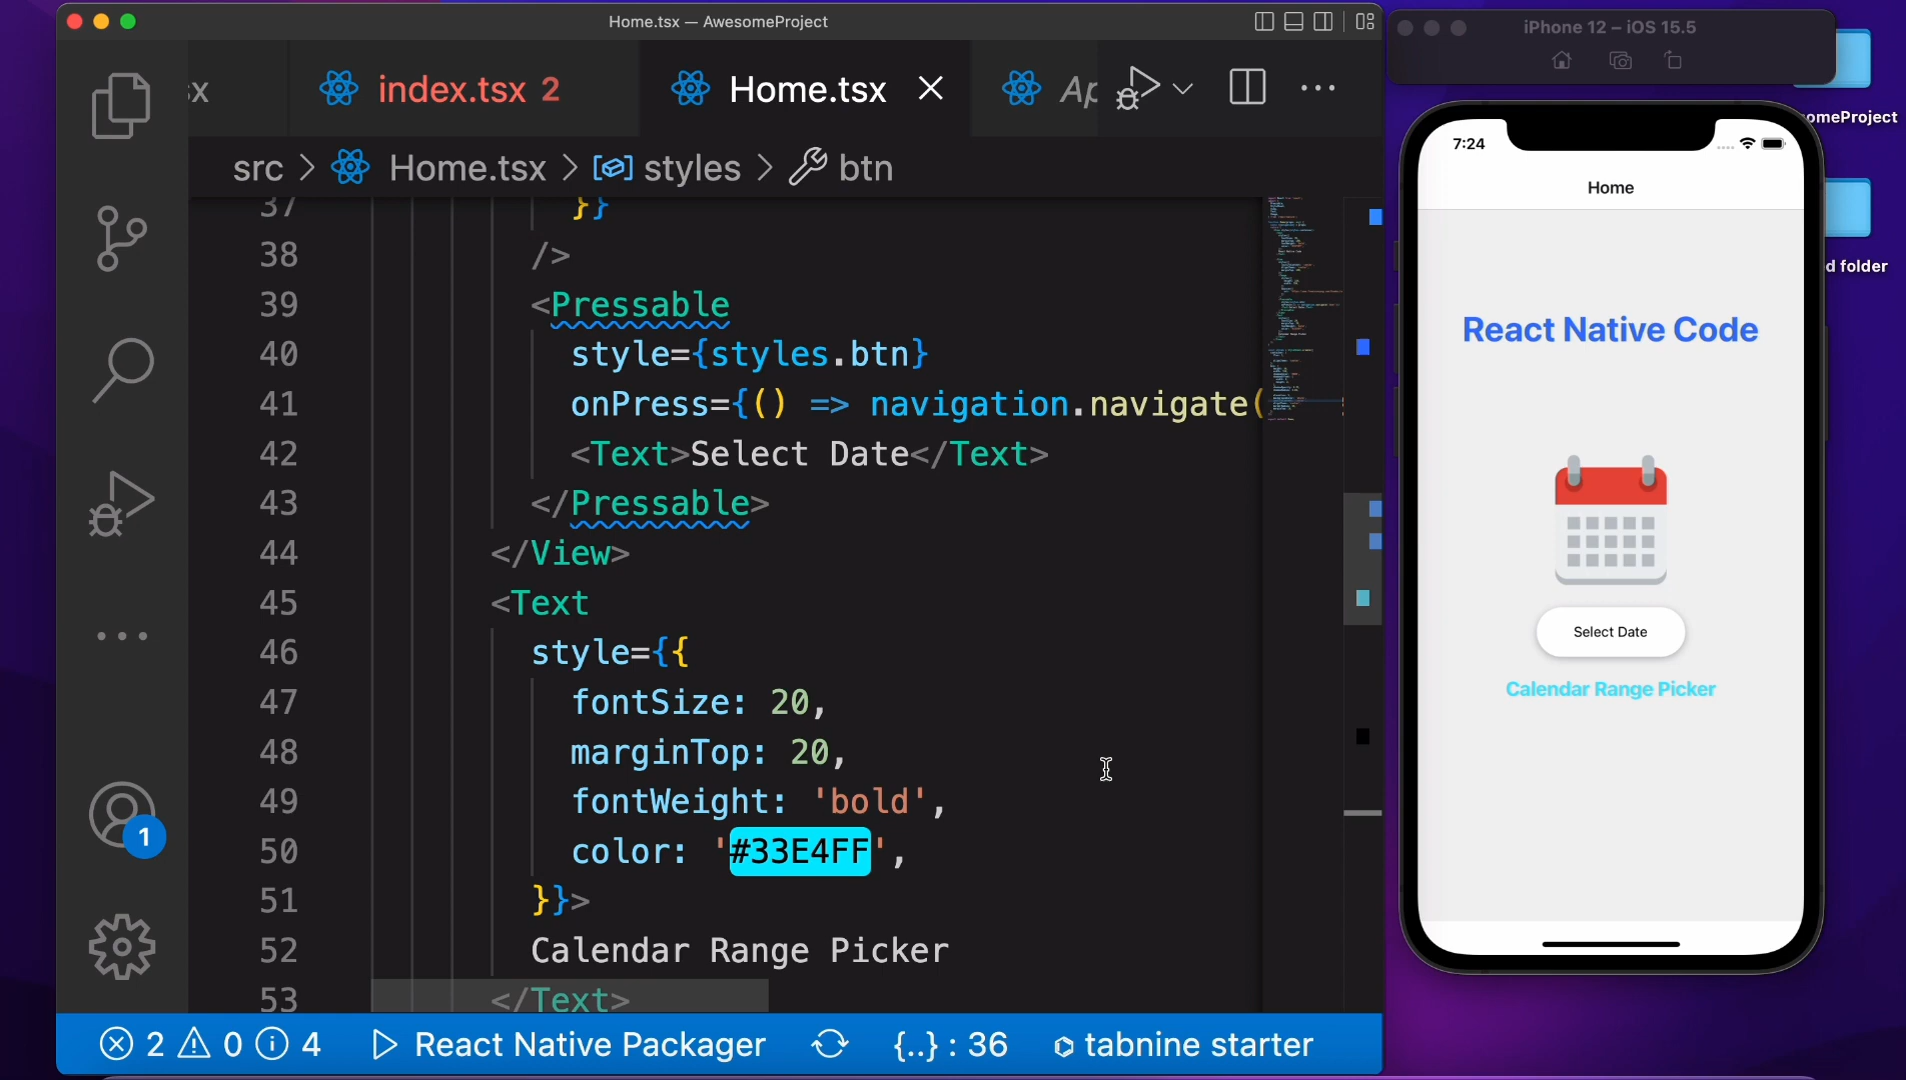 Home.tsx — AwesomeProject
index.tsx 2
Home.tsx
src > Home.tsx > styles > btn
37 }}
38 />
39 <Pressable
40 style={styles.btn}
41 onPress={() => navigation.navigate(
42 <Text>Select Date</Text>
43 </Pressable>
44 </View>
45 <Text
46 style={{
47 fontSize: 20,
48 marginTop: 20,
49 fontWeight: 'bold',
50 color: '#33E4FF',
51 }}>
52 Calendar Range Picker
53 </Text>
1
2 0 4 React Native Packager {..} : 36 tabnine starter
iPhone 12 – iOS 15.5
omeProject
d folder
7:24
Home
React Native Code
Select Date
Calendar Range Picker